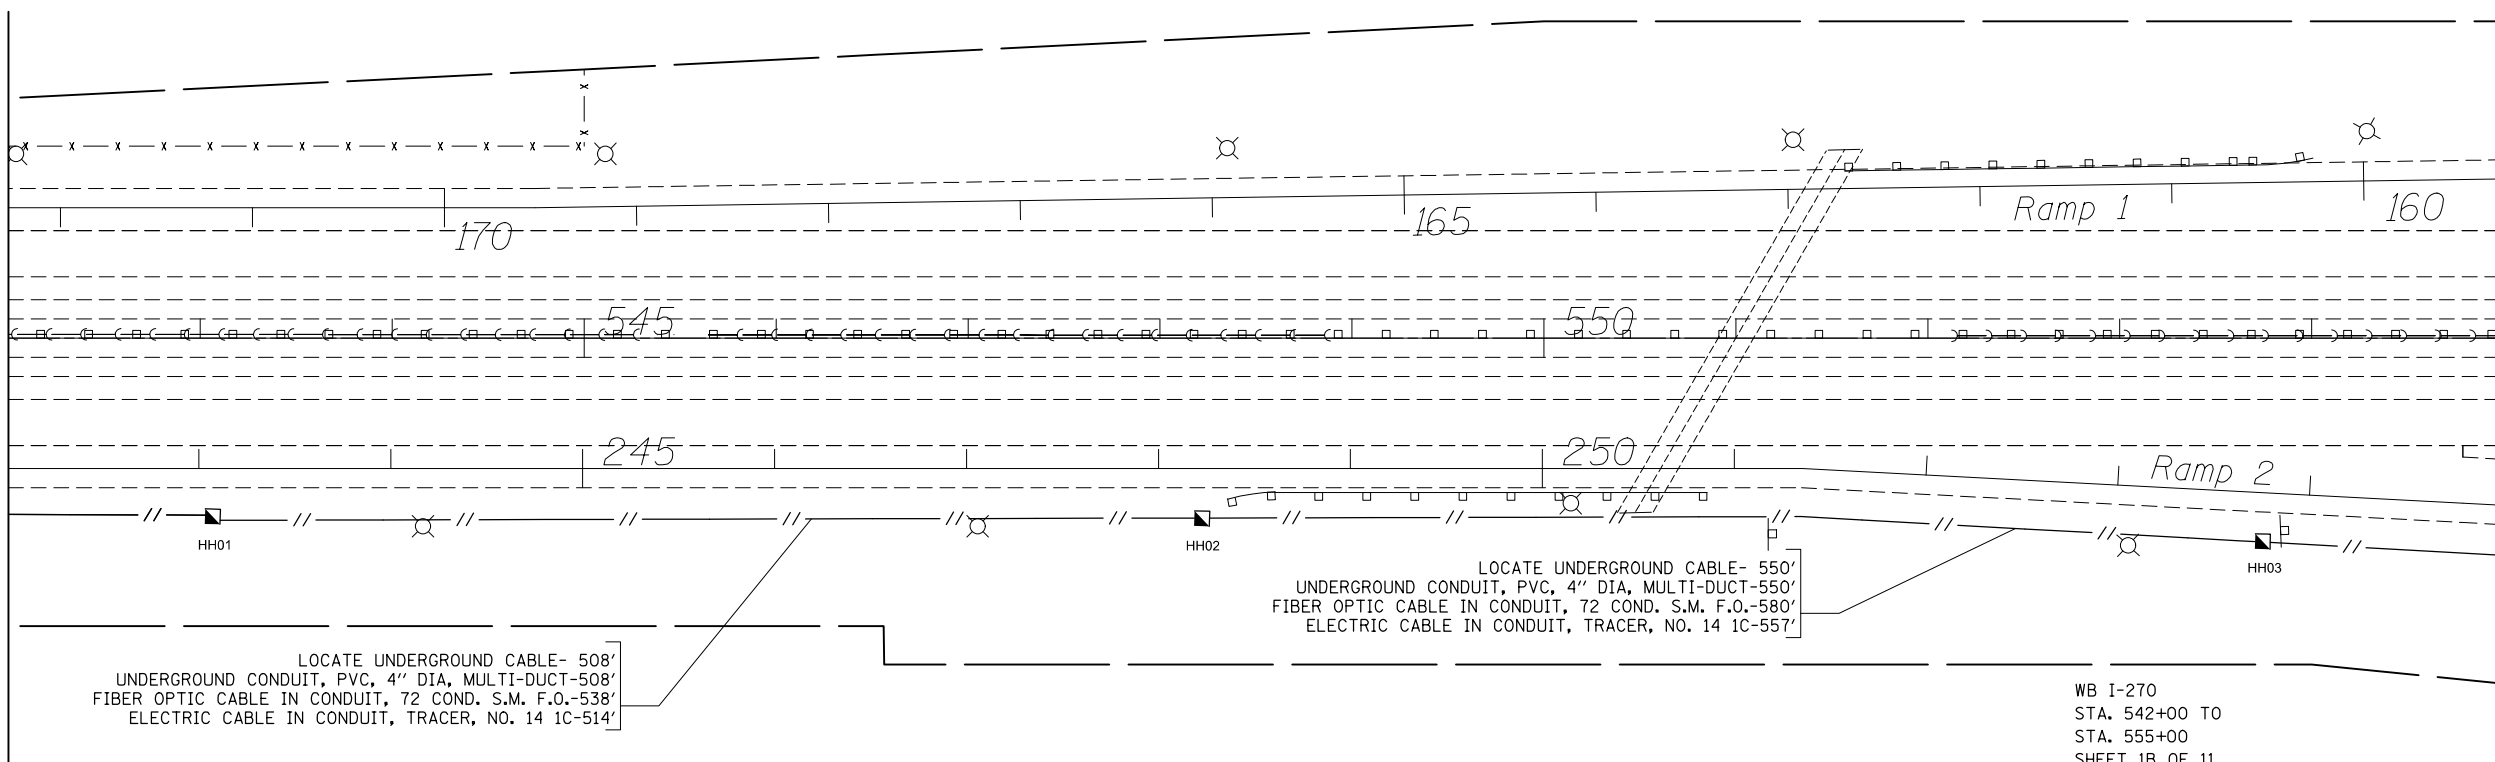 170
165
Ramp 1
160
545
550
245
250
Ramp 2
HH01
HH02
HH03
LOCATE UNDERGROUND CABLE- 550'
UNDERGROUND CONDUIT, PVC, 4'' DIA, MULTI-DUCT-550'
FIBER OPTIC CABLE IN CONDUIT, 72 COND. S.M. F.O.-580'
ELECTRIC CABLE IN CONDUIT, TRACER, NO. 14 1C-557'
LOCATE UNDERGROUND CABLE- 508'
UNDERGROUND CONDUIT, PVC, 4'' DIA, MULTI-DUCT-508'
FIBER OPTIC CABLE IN CONDUIT, 72 COND. S.M. F.O.-538'
ELECTRIC CABLE IN CONDUIT, TRACER, NO. 14 1C-514'
WB I-270
STA. 542+00 TO
STA. 555+00
SHEET 1B OF 11